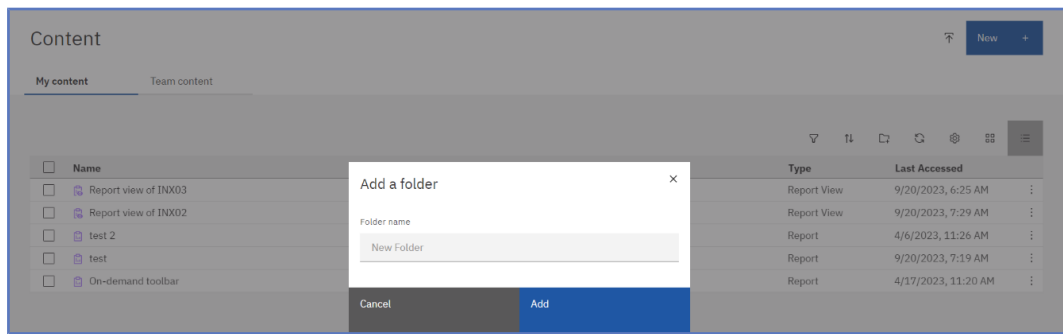 Content
New +
My content Team content
Name Type Last Accessed
Report view of INX03 Report View 9/20/2023, 6:25 AM
Report view of INX02 Report View 9/20/2023, 7:29 AM
test 2 Report 4/6/2023, 11:26 AM
test Report 9/20/2023, 7:19 AM
On-demand toolbar Report 4/17/2023, 11:20 AM
Add a folder
Folder name
New Folder
Cancel Add